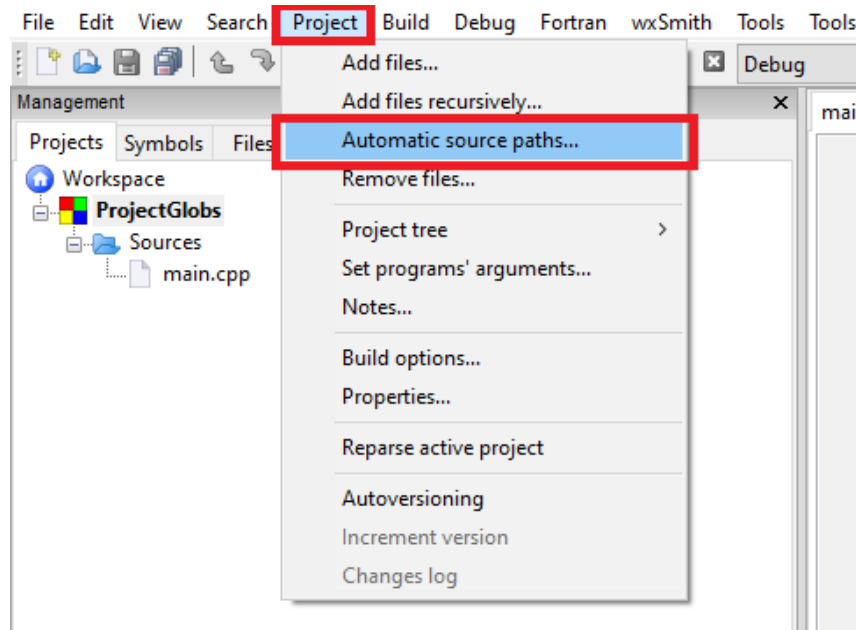 File Edit View Search Project Build Debug Fortran wxSmith Tools Tools
Debug
Management
Projects Symbols Files
Workspace
ProjectGlobs
Sources
main.cpp
Add files...
Add files recursively...
Automatic source paths...
Remove files...
Project tree
Set programs' arguments...
Notes...
Build options...
Properties...
Reparse active project
Autoversioning
Increment version
Changes log
mai